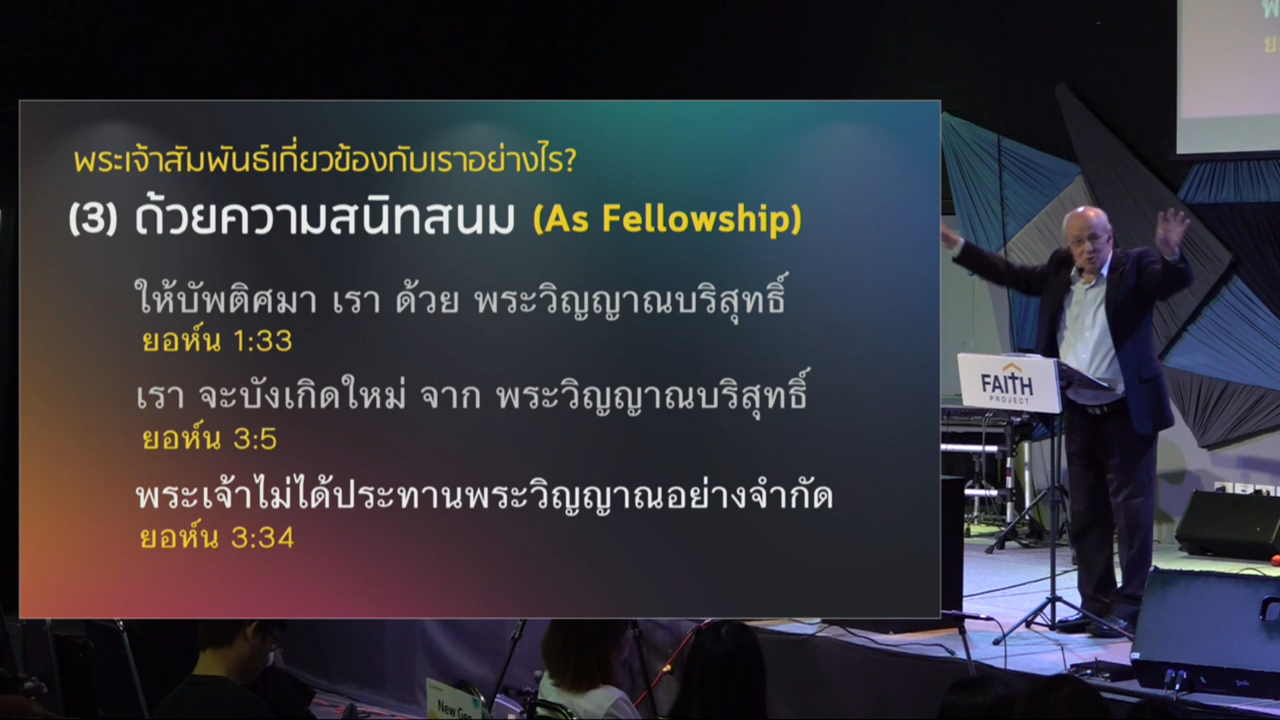 พระเจ้าสัมพันธ์เกี่ยวข้องกับเราอย่างไร?
(3) ด้วยความสนิทสนม (As Fellowship)
ให้บัพติศมา เรา ด้วย พระวิญญาณบริสุทธิ์
ยอห์น 1:33
เรา จะบังเกิดใหม่ จาก พระวิญญาณบริสุทธิ์
ยอห์น 3:5
พระเจ้าไม่ได้ประทานพระวิญญาณอย่างจำกัด
ยอห์น 3:34
FAITH
PROJECT
New